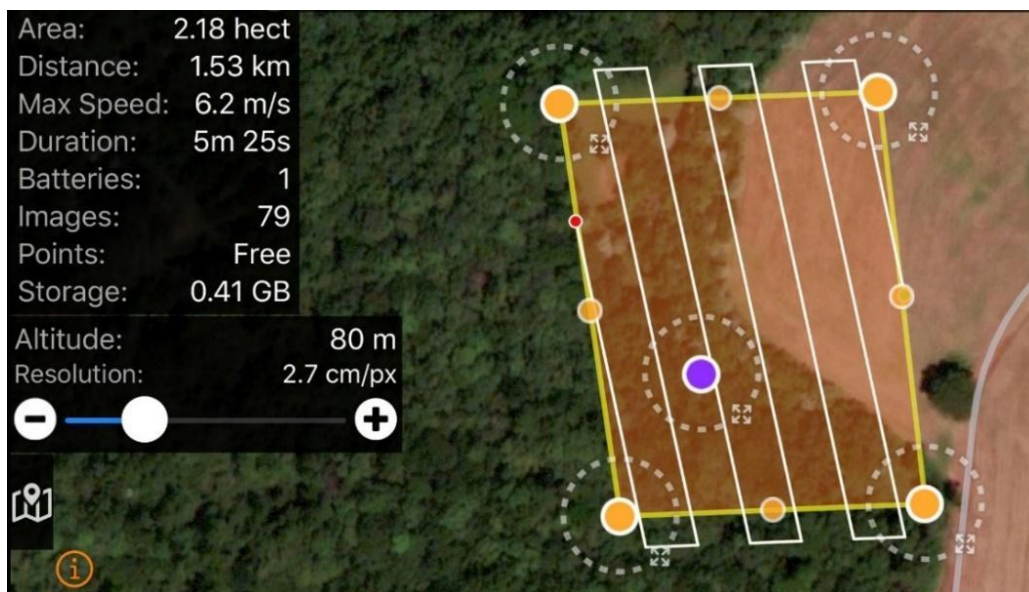 Area: 2.18 hect
Distance: 1.53 km
Max Speed: 6.2 m/s
Duration: 5m 25s
Batteries: 1
Images: 79
Points: Free
Storage: 0.41 GB
Altitude: 80 m
Resolution: 2.7 cm/px